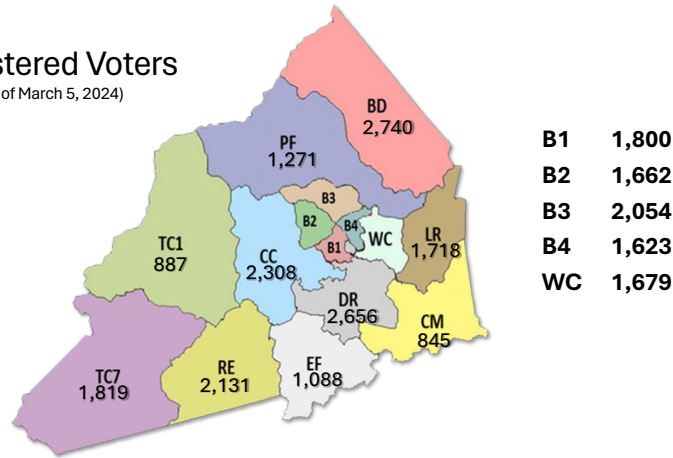 stered Voters
of March 5, 2024)
BD
2,740
PF
1,271
B1 1,800
B2 1,662
B3 2,054
B4 1,623
WC 1,679
B3
B2
B4
B1
WC
LR
1,718
TC1
887
CC
2,308
DR
2,656
CM
845
RE
2,131
EF
1,088
TC7
1,819